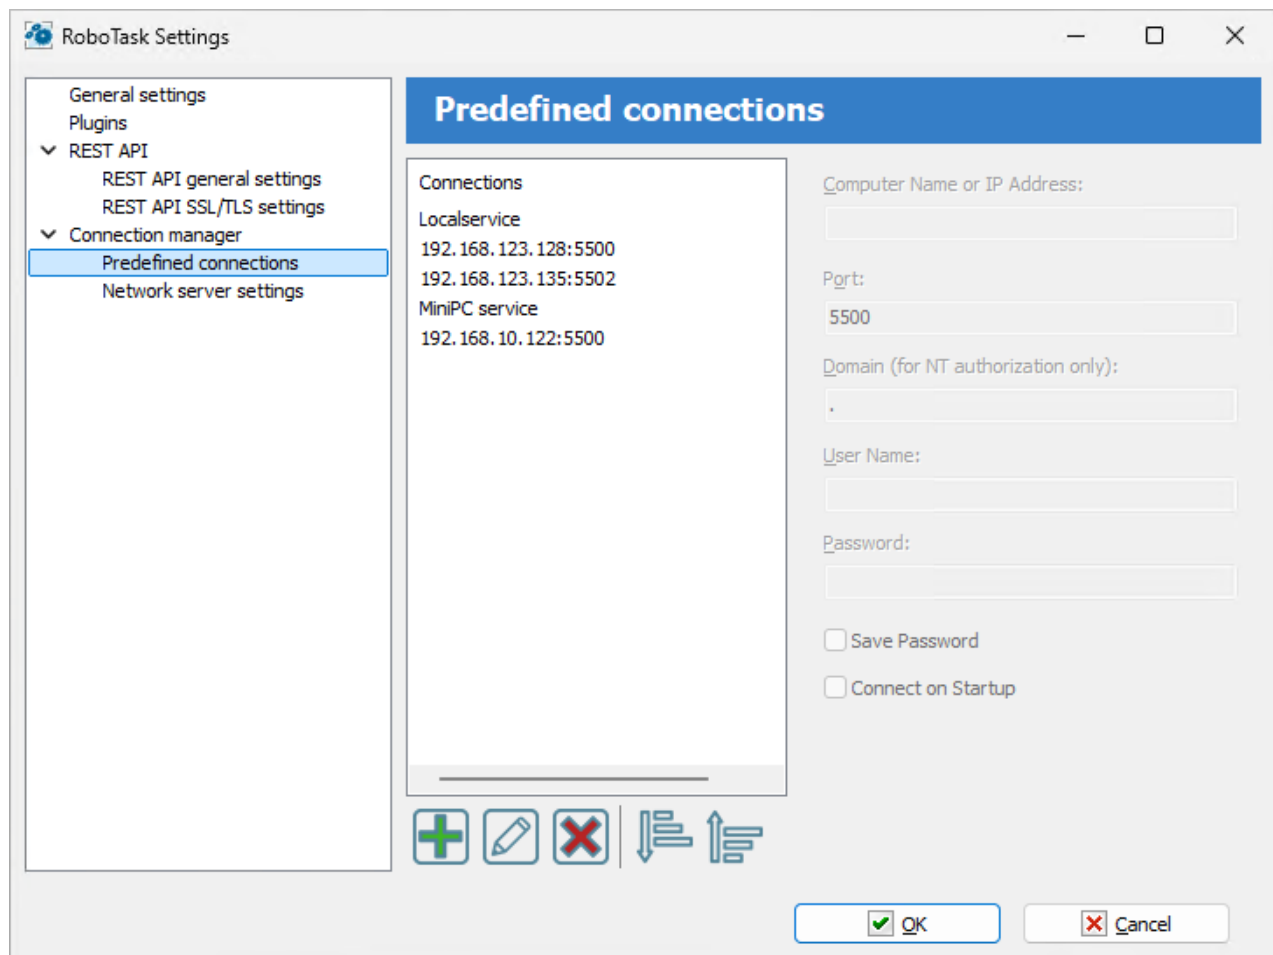 RoboTask Settings
General settings
Plugins
REST API
REST API general settings
REST API SSL/TLS settings
Connection manager
Predefined connections
Network server settings
Predefined connections
Connections
Localservice
192.168.123.128:5500
192.168.123.135:5502
MiniPC service
192.168.10.122:5500
Computer Name or IP Address:
Port:
5500
Domain (for NT authorization only):
.
User Name:
Password:
Save Password
Connect on Startup
OK
Cancel